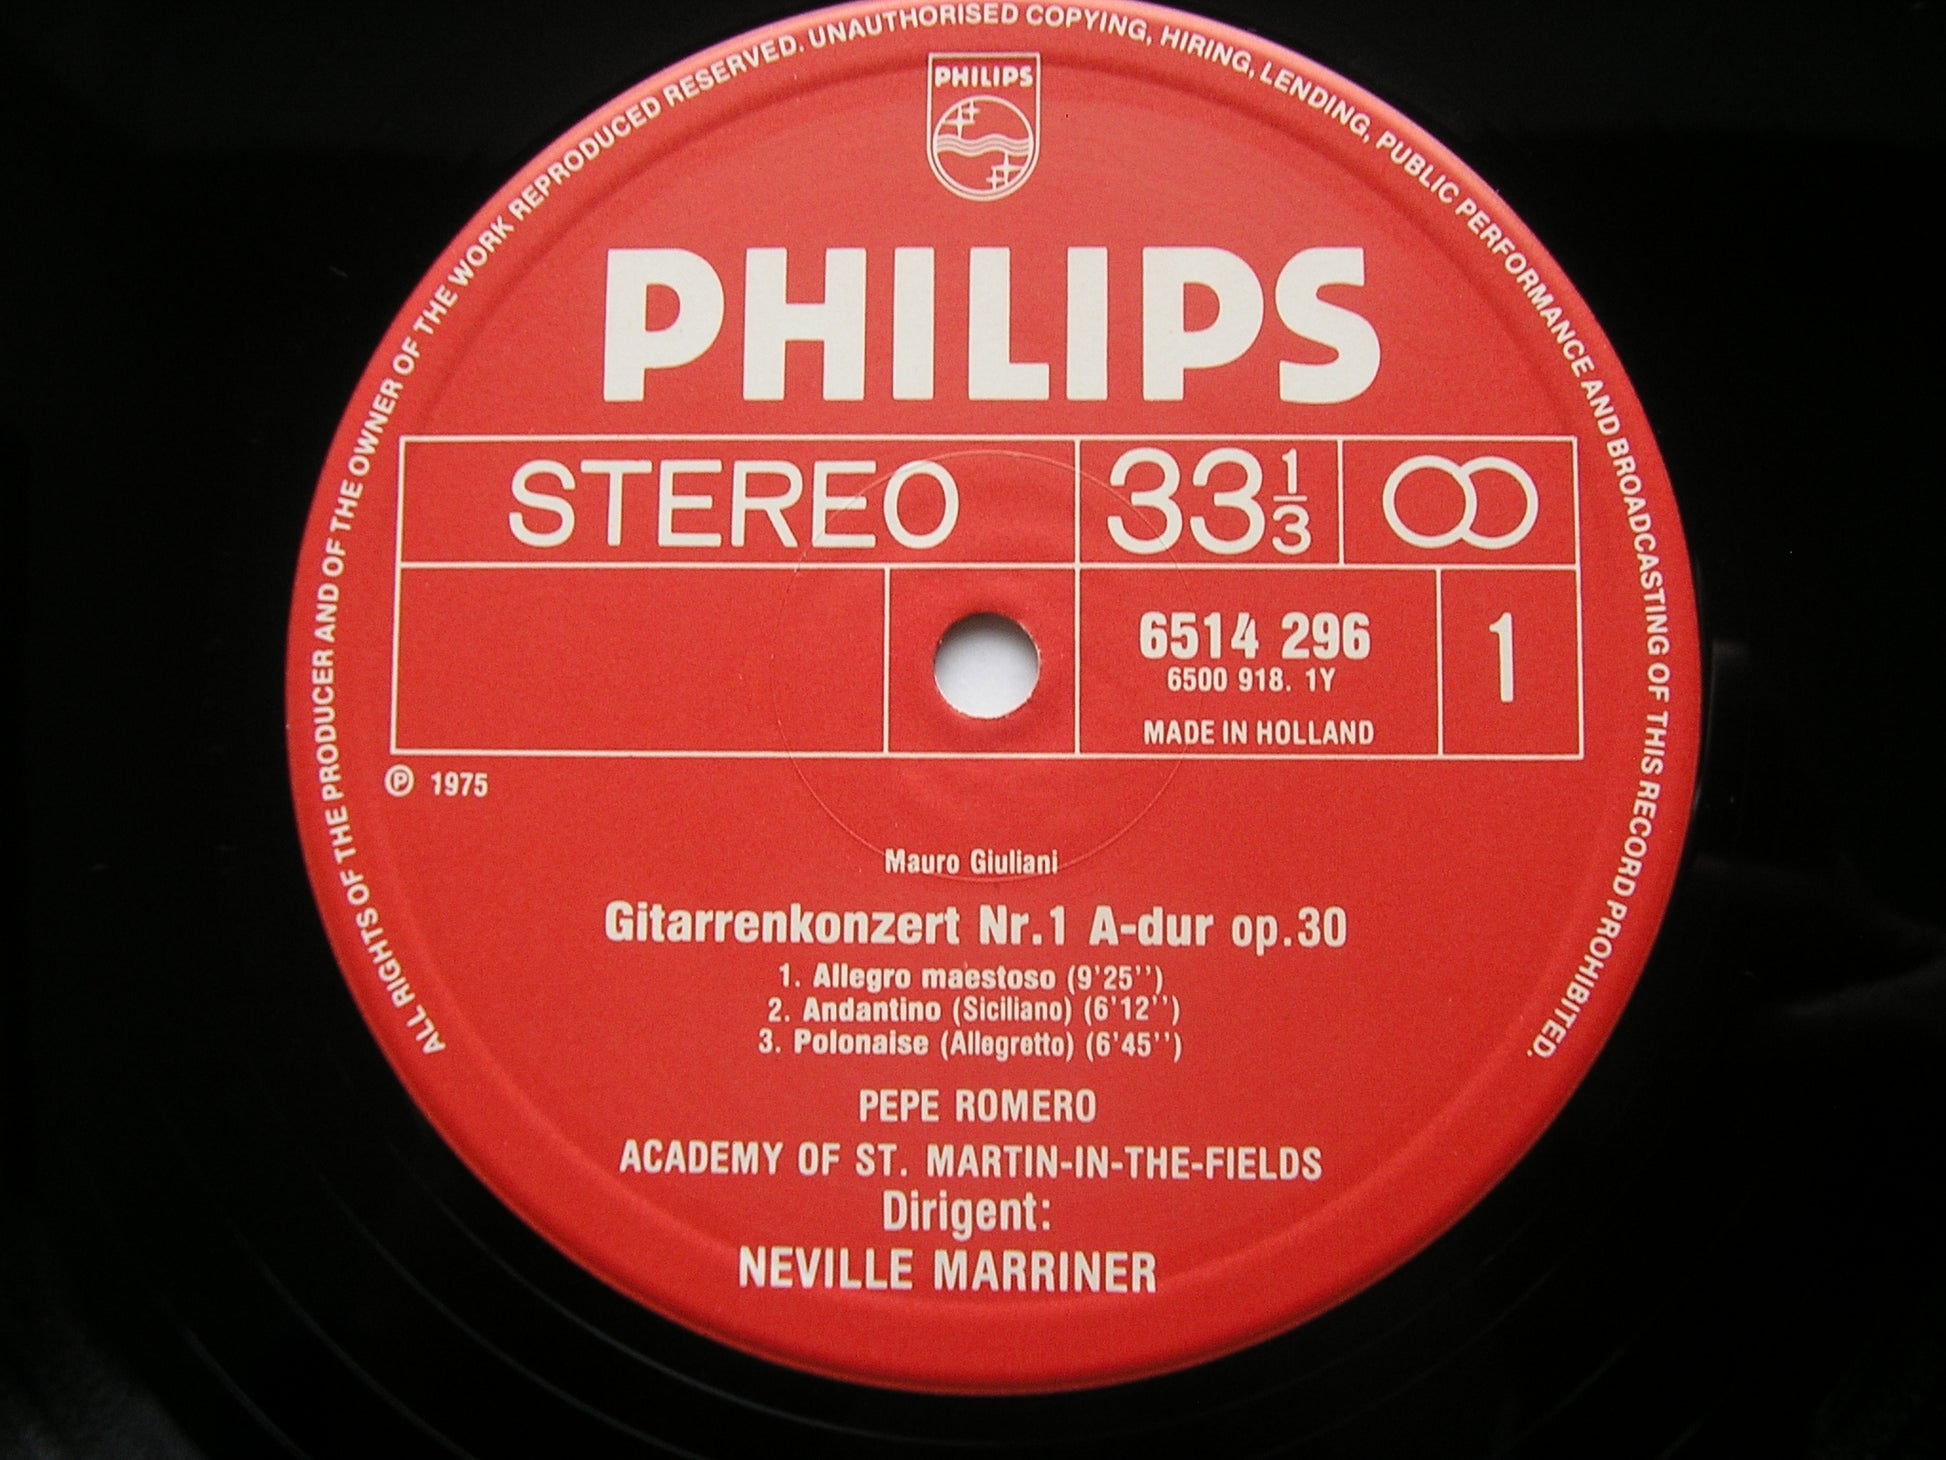 ALL RIGHTS OF THE PRODUCER AND OF THE OWNER OF THE WORK REPRODUCED RESERVED. UNAUTHORISED COPYING, HIRING, LENDING, PUBLIC PERFORMANCE AND BROADCASTING OF THIS RECORD PROHIBITED.
PHILIPS
PHILIPS
STEREO 33 1/3
6514 296 1
6500 918. 1Y
MADE IN HOLLAND
℗ 1975
Mauro Giuliani
Gitarrenkonzert Nr.1 A-dur op.30
1. Allegro maestoso (9'25'')
2. Andantino (Siciliano) (6'12'')
3. Polonaise (Allegretto) (6'45'')
PEPE ROMERO
ACADEMY OF ST. MARTIN-IN-THE-FIELDS
Dirigent:
NEVILLE MARRINER